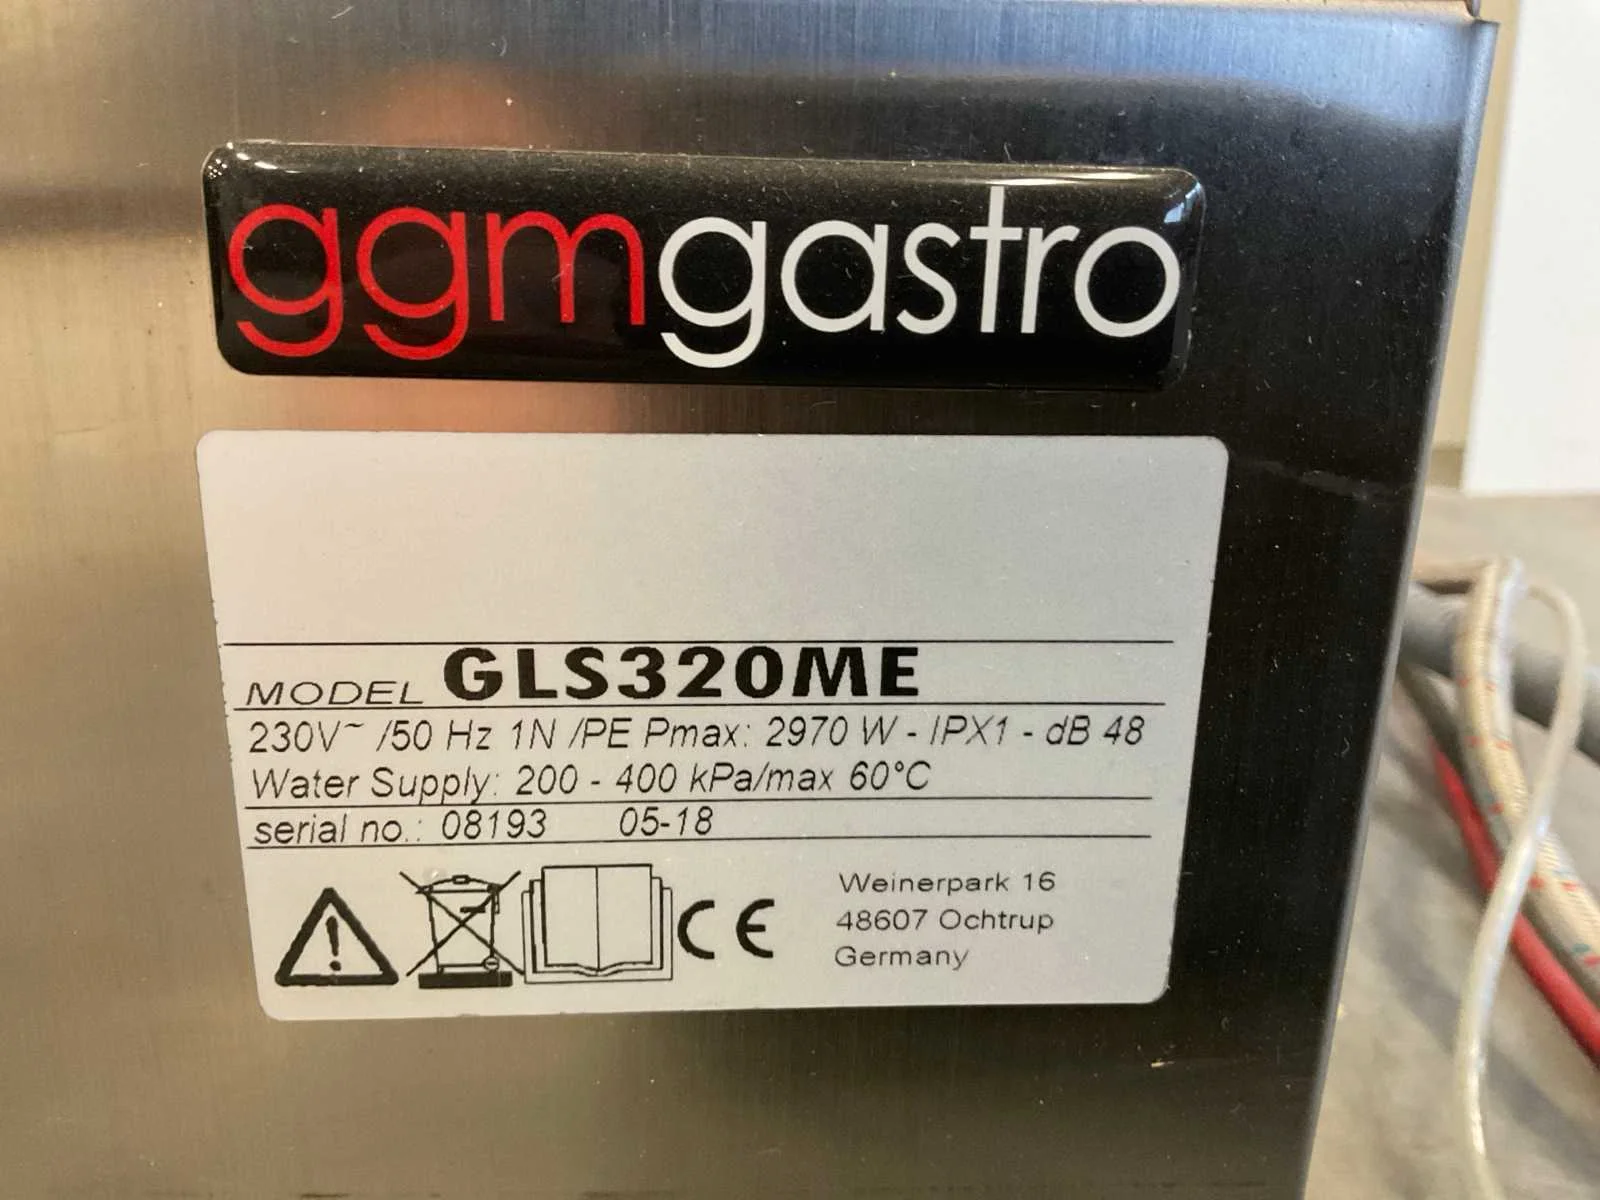 ggmgastro
MODEL GLS320ME
230V~ /50 Hz 1N /PE Pmax: 2970 W - IPX1 - dB 48
Water Supply: 200 - 400 kPa/max 60°C
serial no.: 08193 05-18
CE
Weinerpark 16
48607 Ochtrup
Germany